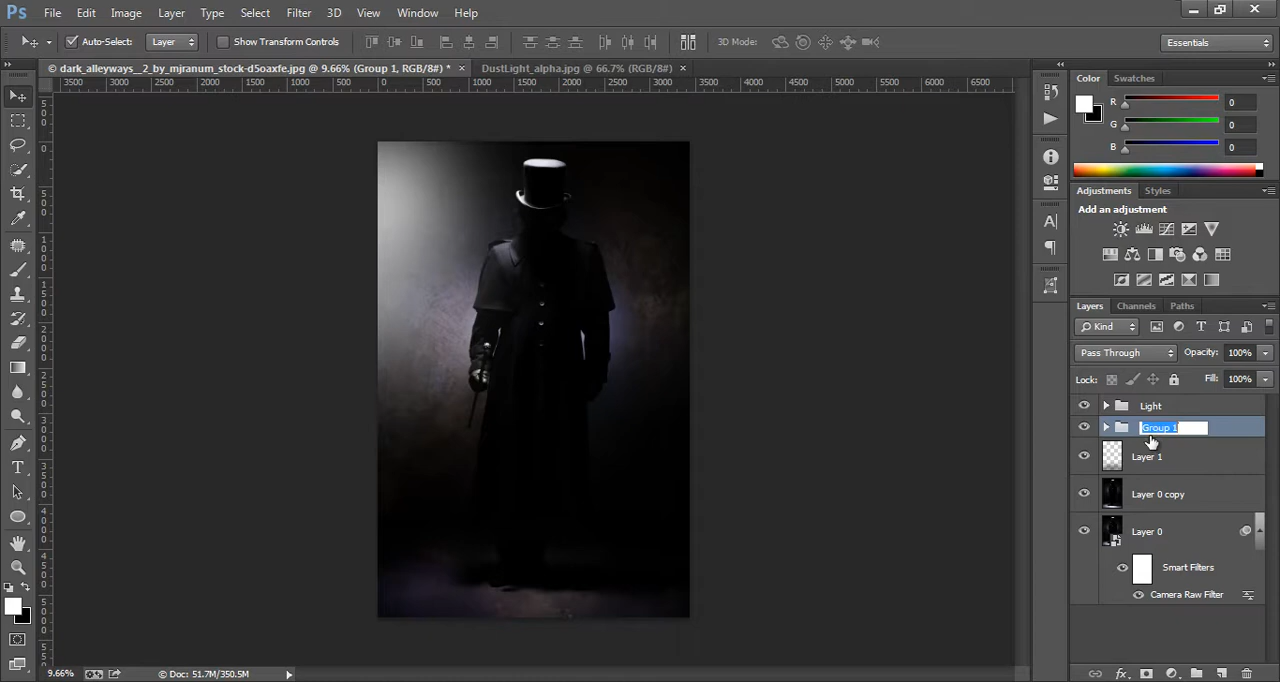 Ps File Edit Image Layer Type Select Filter 3D View Window Help
Auto-Select: Layer Show Transform Controls 3D Mode: Essentials
© dark_alleyways__2_by_mjranum_stock-d5oaxfe.jpg @ 9.66% (Group 1, RGB/8#) * × DustLight_alpha.jpg @ 66.7% (RGB/8#) ×
3500 3000 2500 2000 1500 1000 500 0 500 1000 1500 2000 2500 3000 3500 4000 4500 5000 5500 6000 6500
Color Swatches
R 0
G 0
B 0
Adjustments Styles
Add an adjustment
Layers Channels Paths
Kind
Pass Through Opacity: 100%
Lock: Fill: 100%
Light
Group 1
Layer 1
Layer 0 copy
Layer 0
Smart Filters
Camera Raw Filter
9.66% © Doc: 51.7M/350.5M